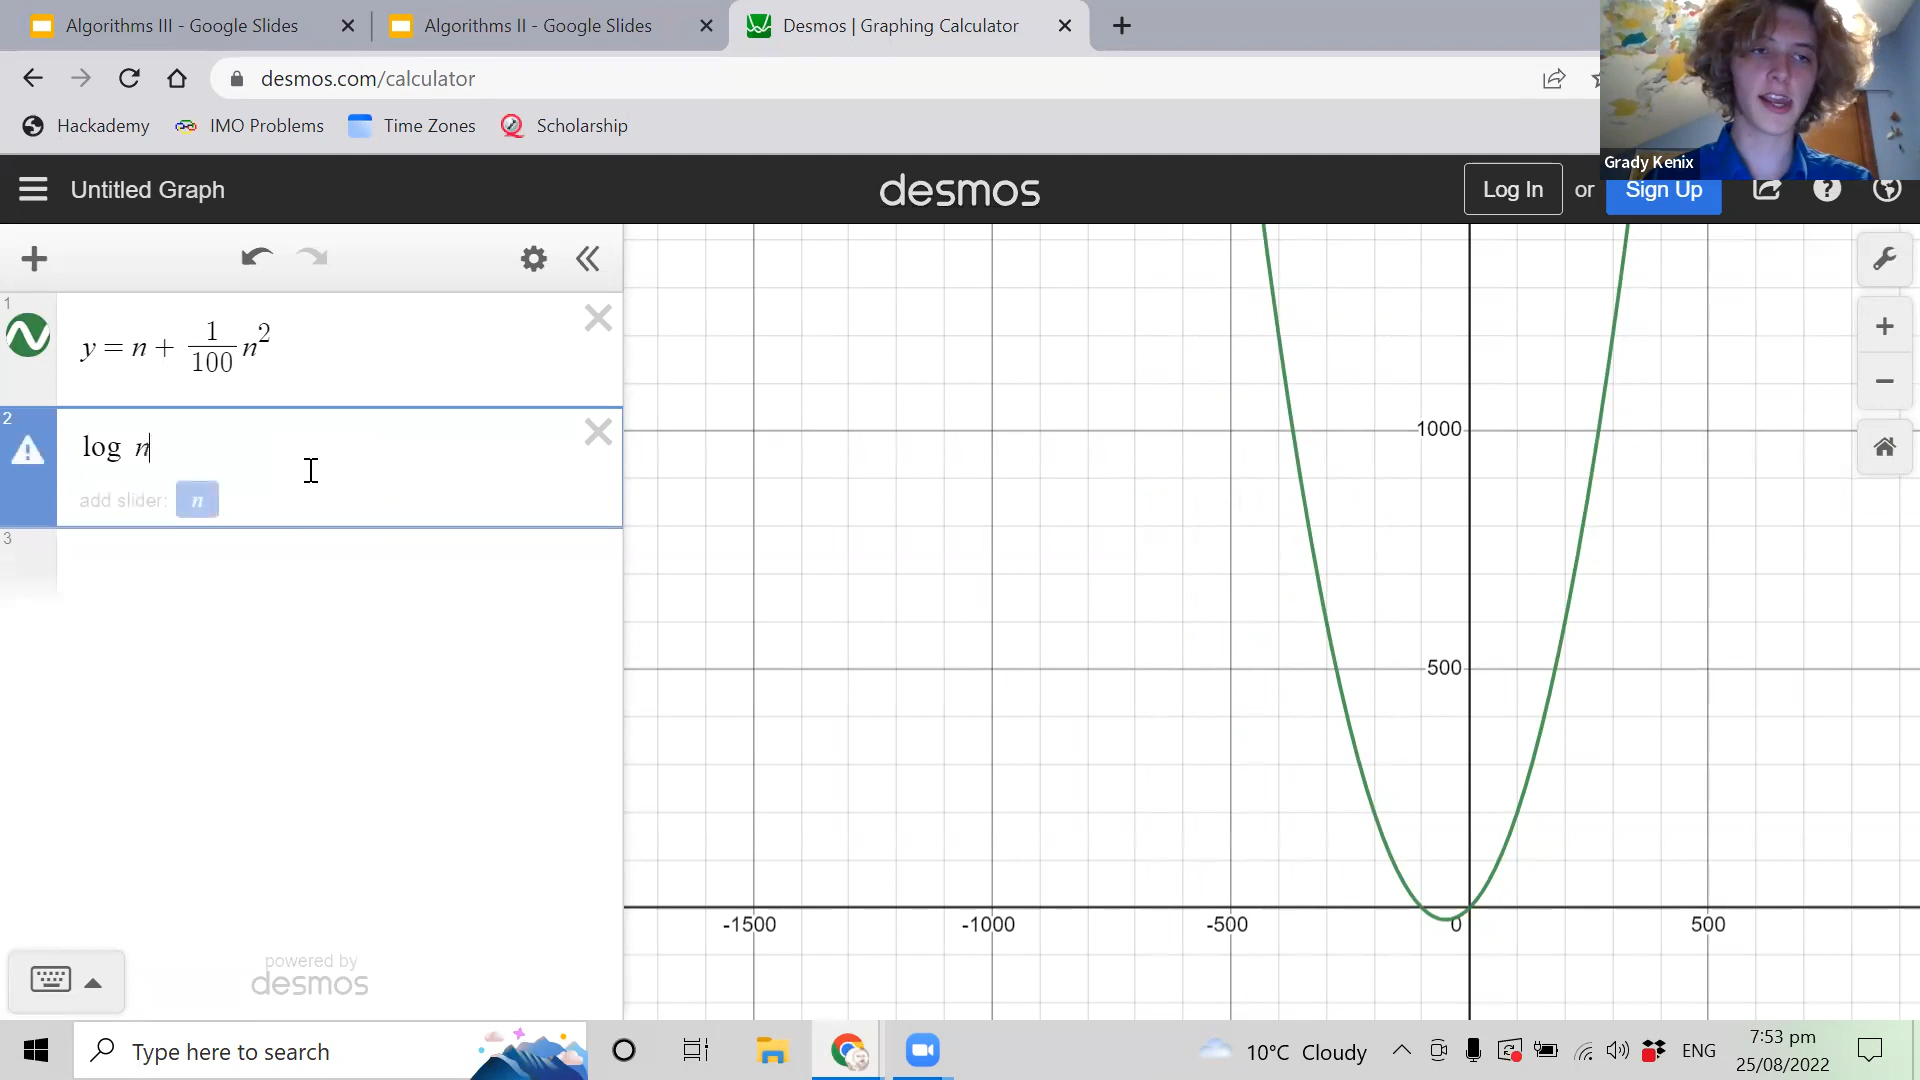 Algorithms III - Google Slides
Algorithms II - Google Slides
Desmos | Graphing Calculator
desmos.com/calculator
Hackademy
IMO Problems
Time Zones
Scholarship
Grady Kenix
Untitled Graph
desmos
Log In
or
Sign Up
1
y = n + 1/100 n²
2
log n
add slider: n
3
1000
500
-1500
-1000
-500
0
500
powered by
desmos
Type here to search
10°C Cloudy
ENG
7:53 pm
25/08/2022